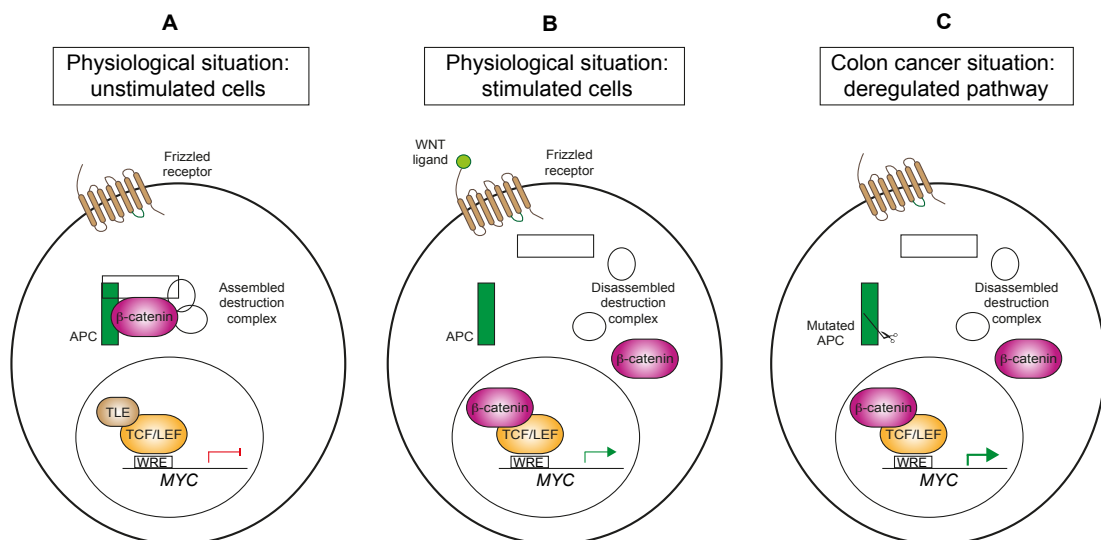 A
Physiological situation:
unstimulated cells
Frizzled
receptor
Assembled
destruction
complex
β-catenin
APC
TLE
TCF/LEF
WRE
MYC
B
Physiological situation:
stimulated cells
WNT
ligand
Frizzled
receptor
Disassembled
destruction
complex
APC
β-catenin
β-catenin
TCF/LEF
WRE
MYC
C
Colon cancer situation:
deregulated pathway
Frizzled
receptor
Disassembled
destruction
complex
Mutated
APC
β-catenin
β-catenin
TCF/LEF
WRE
MYC